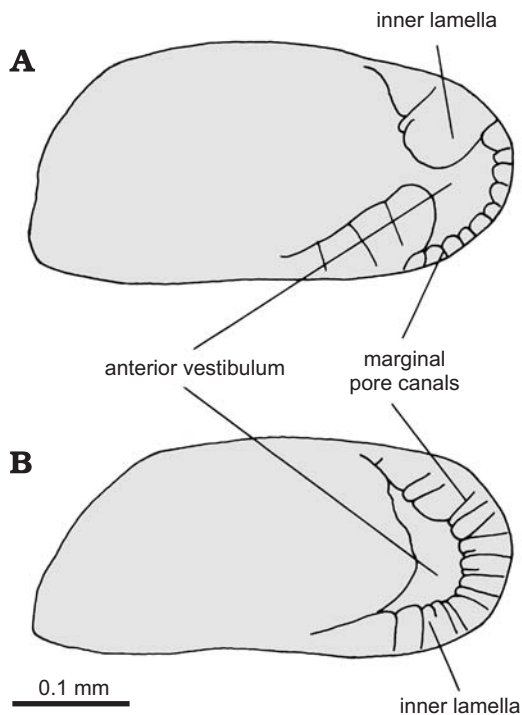 inner lamella
A
anterior vestibulum
marginal
pore canals
B
0.1 mm
inner lamella